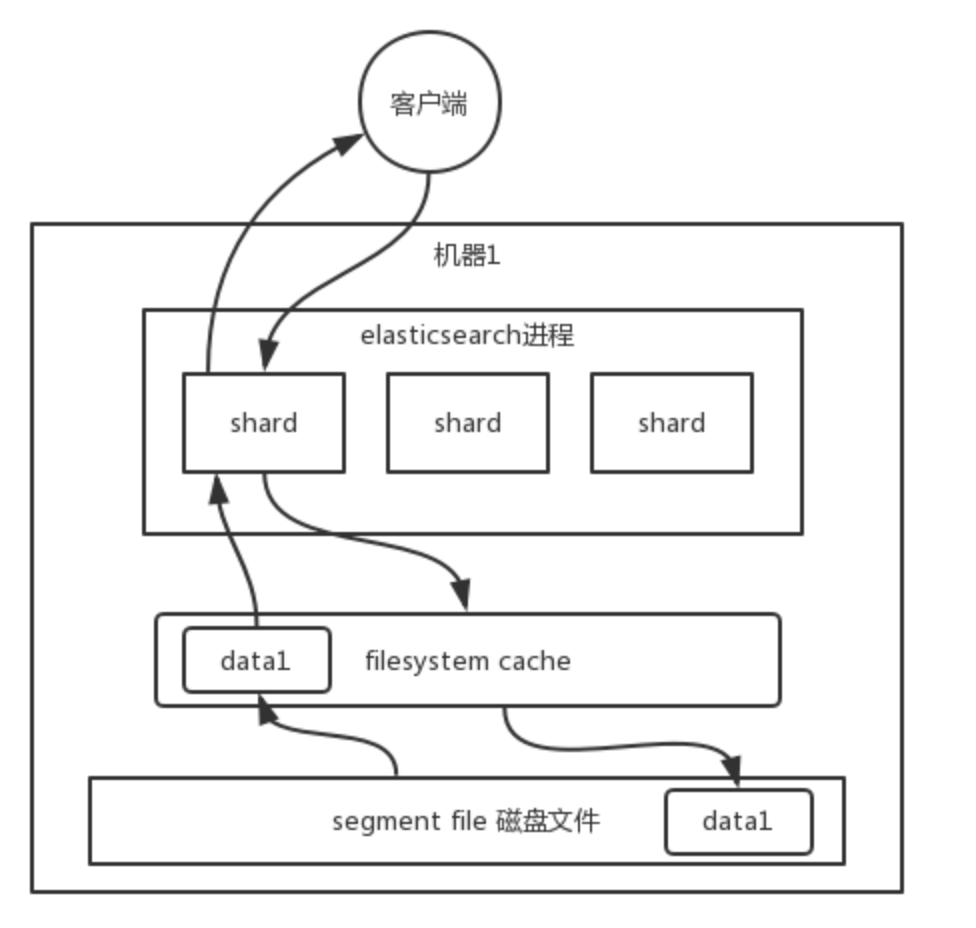 客户端
机器1
elasticsearch进程
shard
shard
shard
data1
filesystem cache
segment file 磁盘文件
data1